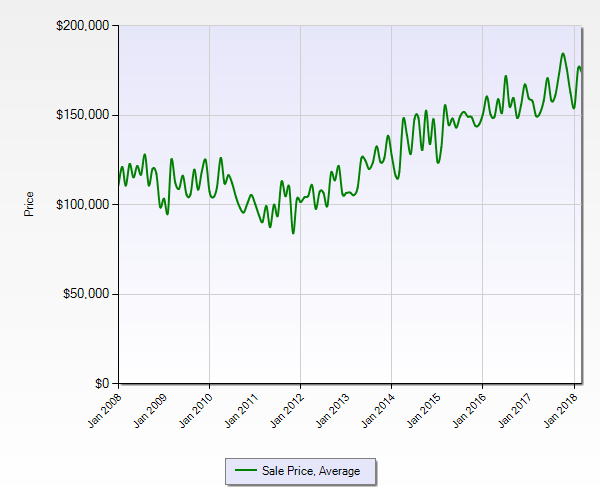 $200,000
$150,000
$100,000
$50,000
$0
Price
Jan 2008
Jan 2009
Jan 2010
Jan 2011
Jan 2012
Jan 2013
Jan 2014
Jan 2015
Jan 2016
Jan 2017
Jan 2018
Sale Price, Average